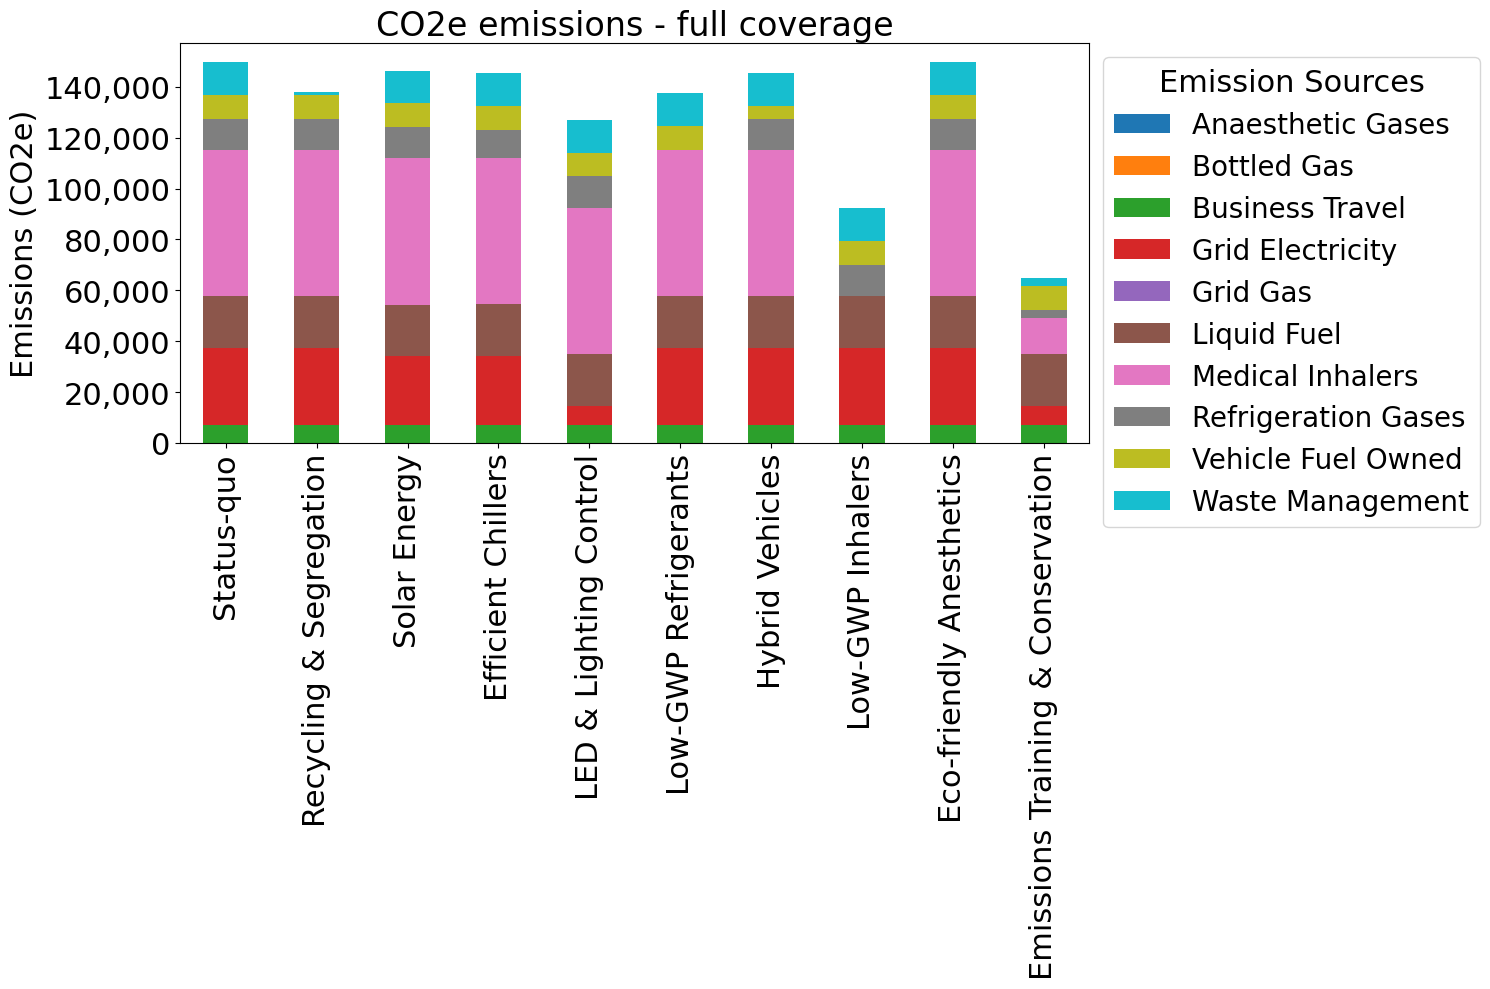 CO2e emissions - full coverage
Emissions (CO2e)
140,000
120,000
100,000
80,000
60,000
40,000
20,000
0
Status-quo
Recycling & Segregation
Solar Energy
Efficient Chillers
LED & Lighting Control
Low-GWP Refrigerants
Hybrid Vehicles
Low-GWP Inhalers
Eco-friendly Anesthetics
Emissions Training & Conservation
Emission Sources
Anaesthetic Gases
Bottled Gas
Business Travel
Grid Electricity
Grid Gas
Liquid Fuel
Medical Inhalers
Refrigeration Gases
Vehicle Fuel Owned
Waste Management